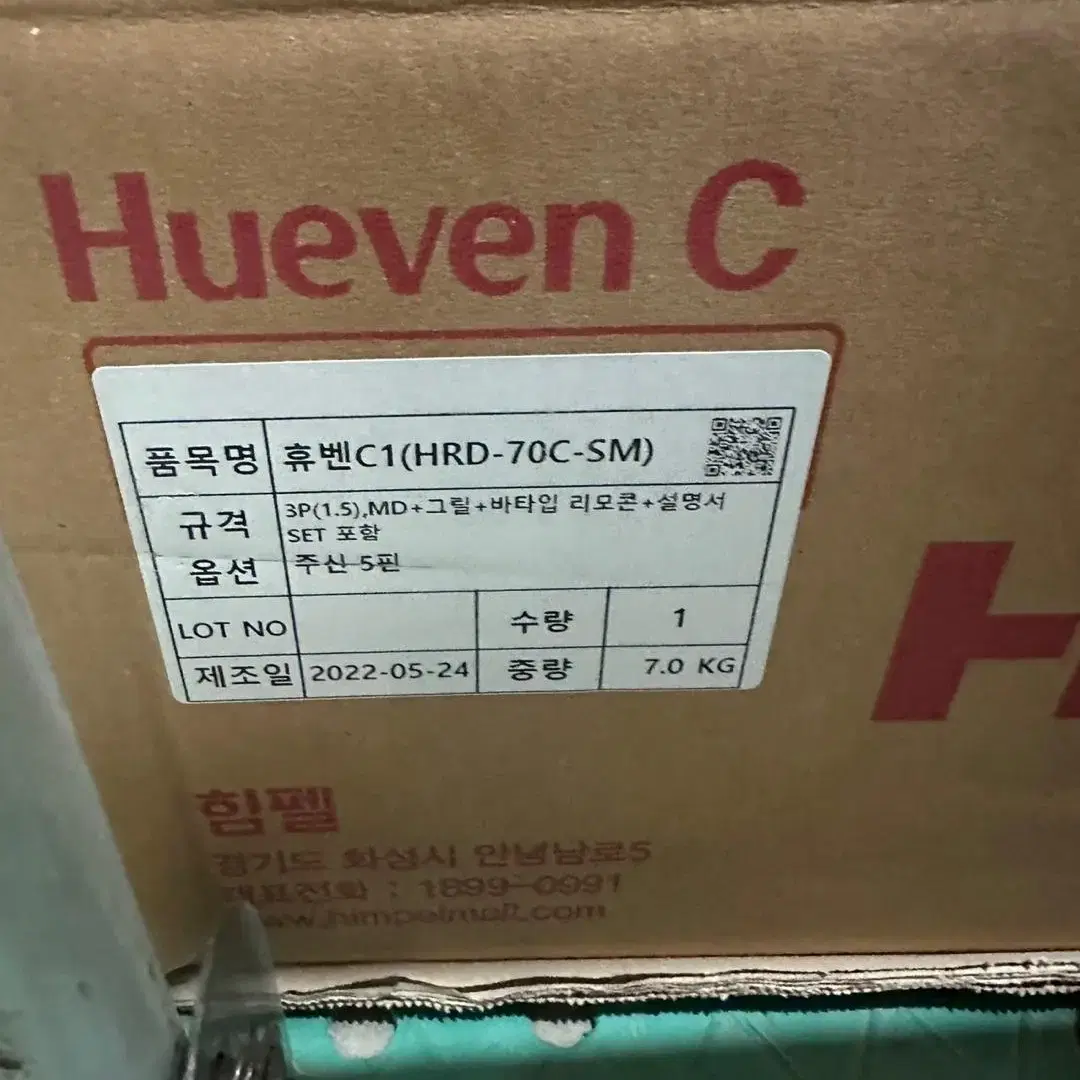 Hueven C
품목명 휴벤C1(HRD-70C-SM)
규격 3P(1.5),MD+그릴+바타입 리모콘+설명서
SET 포함
옵션 주신 5핀
LOT NO 수량 1
제조일 2022-05-24 중량 7.0 KG
힘펠
경기도 화성시 안녕남로5
대표전화 : 1899-0991
www.himpelmall.com
H